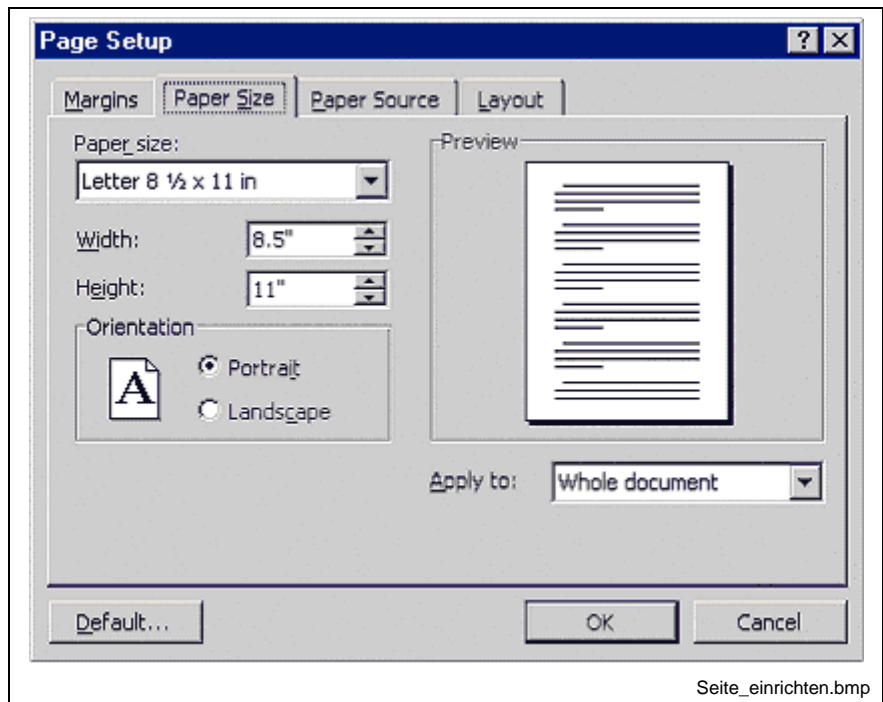 Page Setup
Margins Paper Size Paper Source Layout
Paper size:
Letter 8 ½ x 11 in
Width: 8.5"
Height: 11"
Orientation
A
Portrait
Landscape
Preview
Apply to: Whole document
Default... OK Cancel
Seite_einrichten.bmp